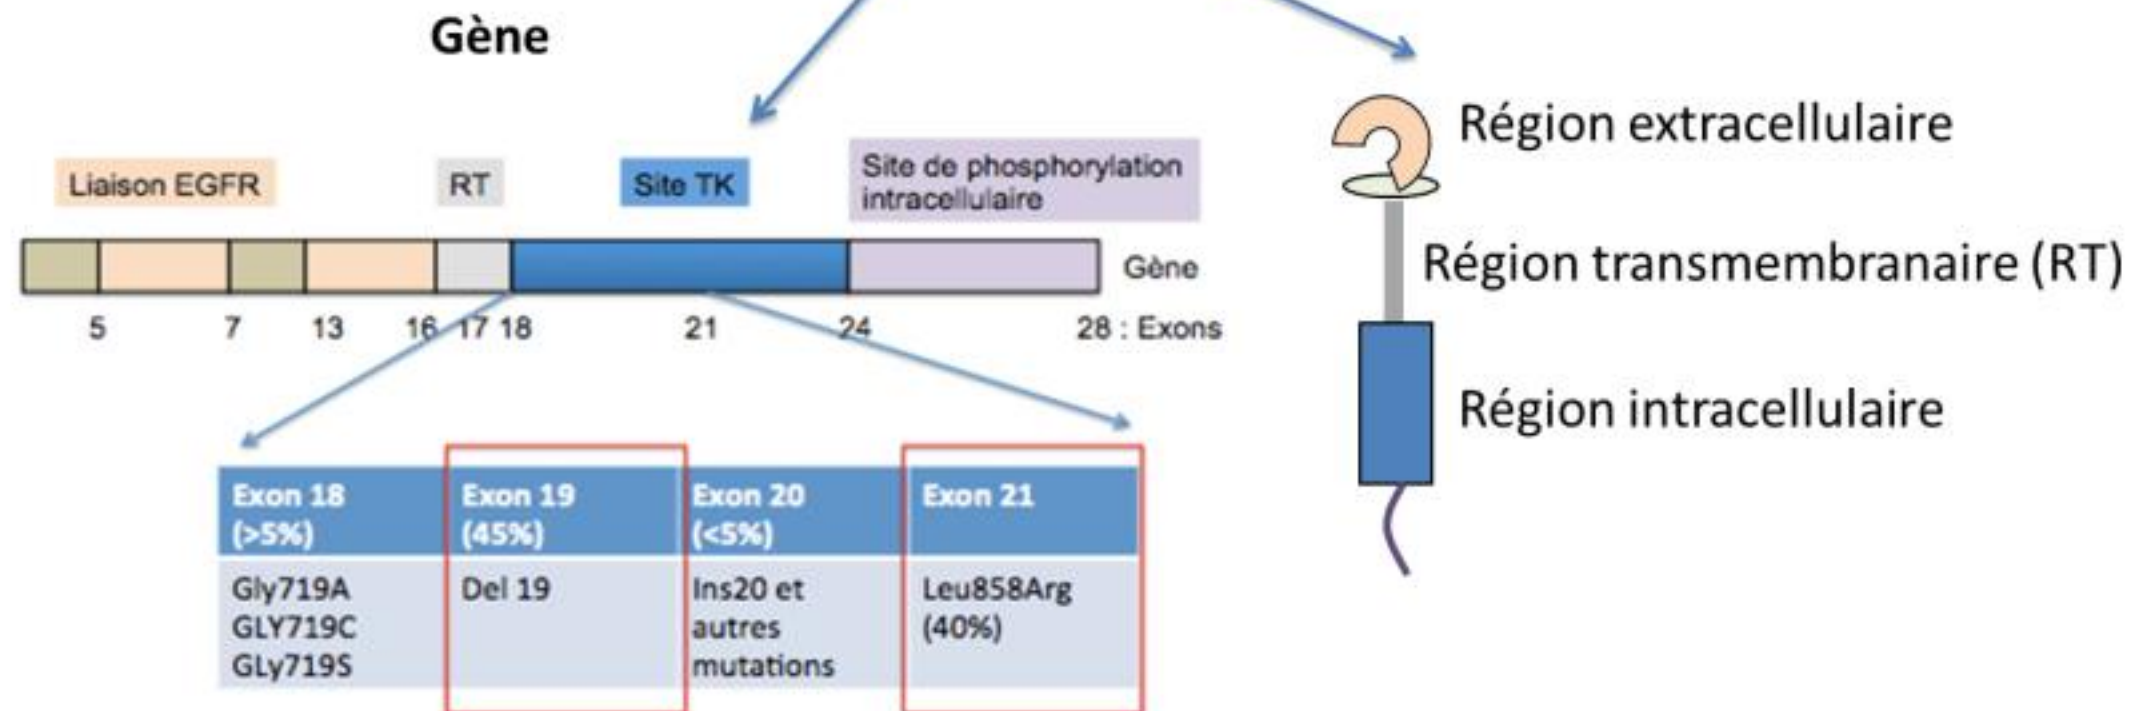 Gène
Région extracellulaire
Liaison EGFR
RT
Site TK
Site de phosphorylation
intracellulaire
Gène
Région transmembranaire (RT)
5 7 13 16 17 18 21 24 28 : Exons
Région intracellulaire
Exon 18
(>5%)
Exon 19
(45%)
Exon 20
(<5%)
Exon 21
Gly719A
GLY719C
GLy719S
Del 19
Ins20 et
autres
mutations
Leu858Arg
(40%)